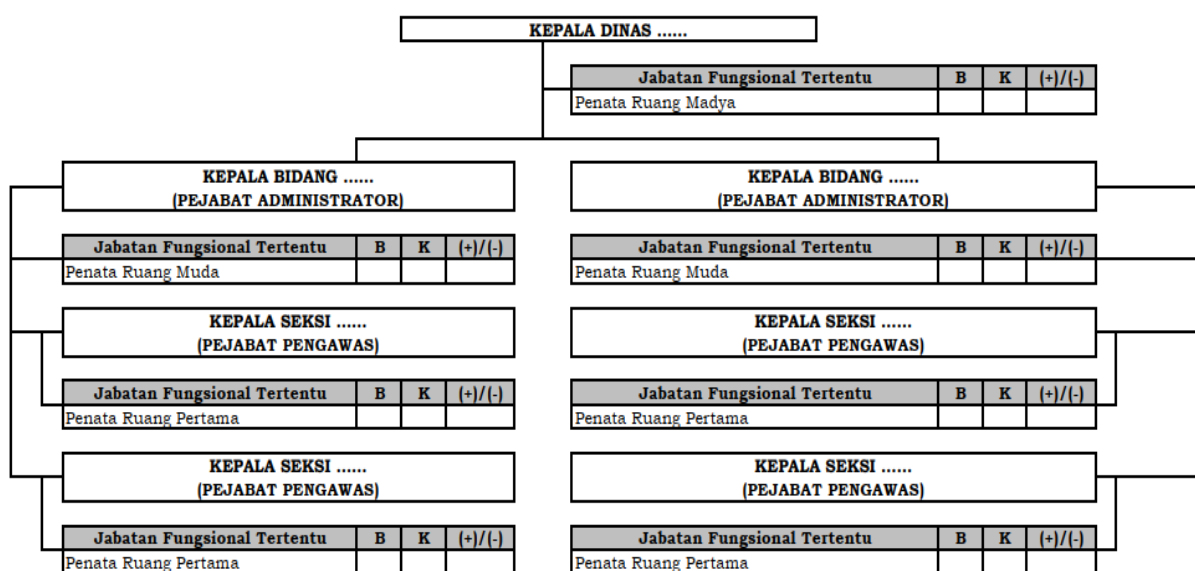 KEPALA DINAS ......
Jabatan Fungsional Tertentu B K (+)/(-)
Penata Ruang Madya
KEPALA BIDANG ......
(PEJABAT ADMINISTRATOR)
KEPALA BIDANG ......
(PEJABAT ADMINISTRATOR)
Jabatan Fungsional Tertentu B K (+)/(-)
Penata Ruang Muda
Jabatan Fungsional Tertentu B K (+)/(-)
Penata Ruang Muda
KEPALA SEKSI ......
(PEJABAT PENGAWAS)
KEPALA SEKSI ......
(PEJABAT PENGAWAS)
Jabatan Fungsional Tertentu B K (+)/(-)
Penata Ruang Pertama
Jabatan Fungsional Tertentu B K (+)/(-)
Penata Ruang Pertama
KEPALA SEKSI ......
(PEJABAT PENGAWAS)
KEPALA SEKSI ......
(PEJABAT PENGAWAS)
Jabatan Fungsional Tertentu B K (+)/(-)
Penata Ruang Pertama
Jabatan Fungsional Tertentu B K (+)/(-)
Penata Ruang Pertama